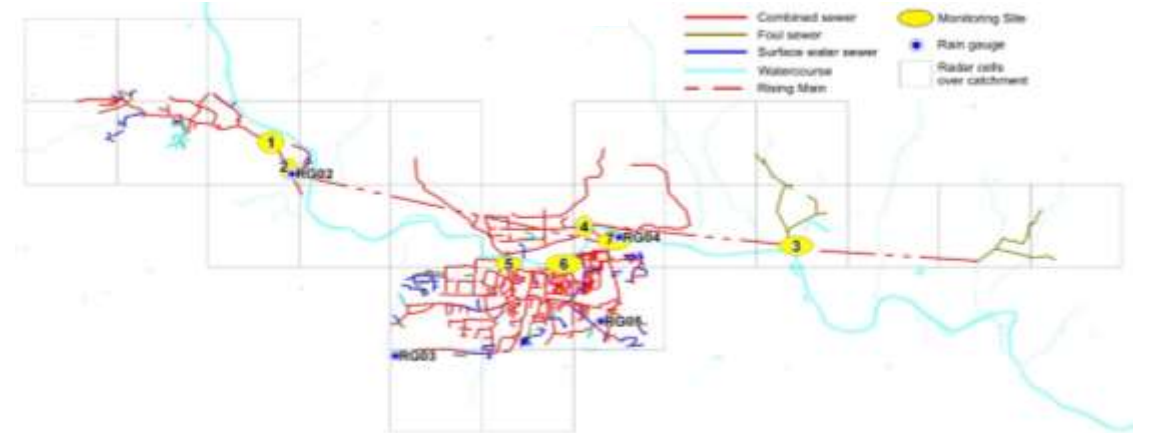 Combined sewer
Foul sewer
Surface water sewer
Watercourse
Rising Main
Monitoring Site
Rain gauge
Radar cells
over catchment
1
2
RG02
4
7
RG04
3
5
6
RG05
RG03